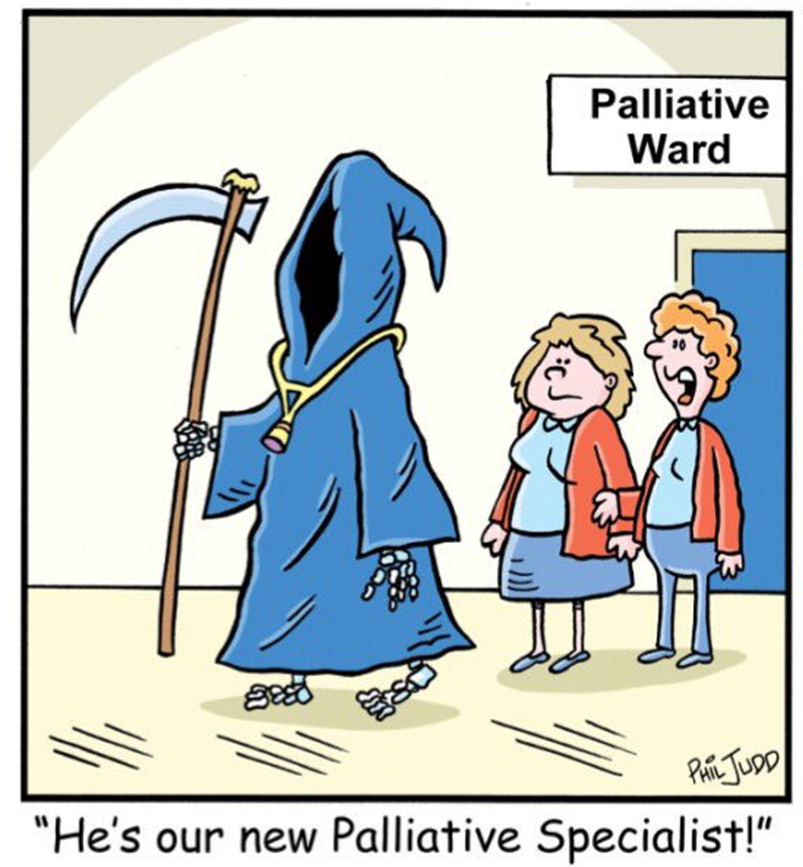 Palliative
Ward
PHIL JUDD
"He's our new Palliative Specialist!"